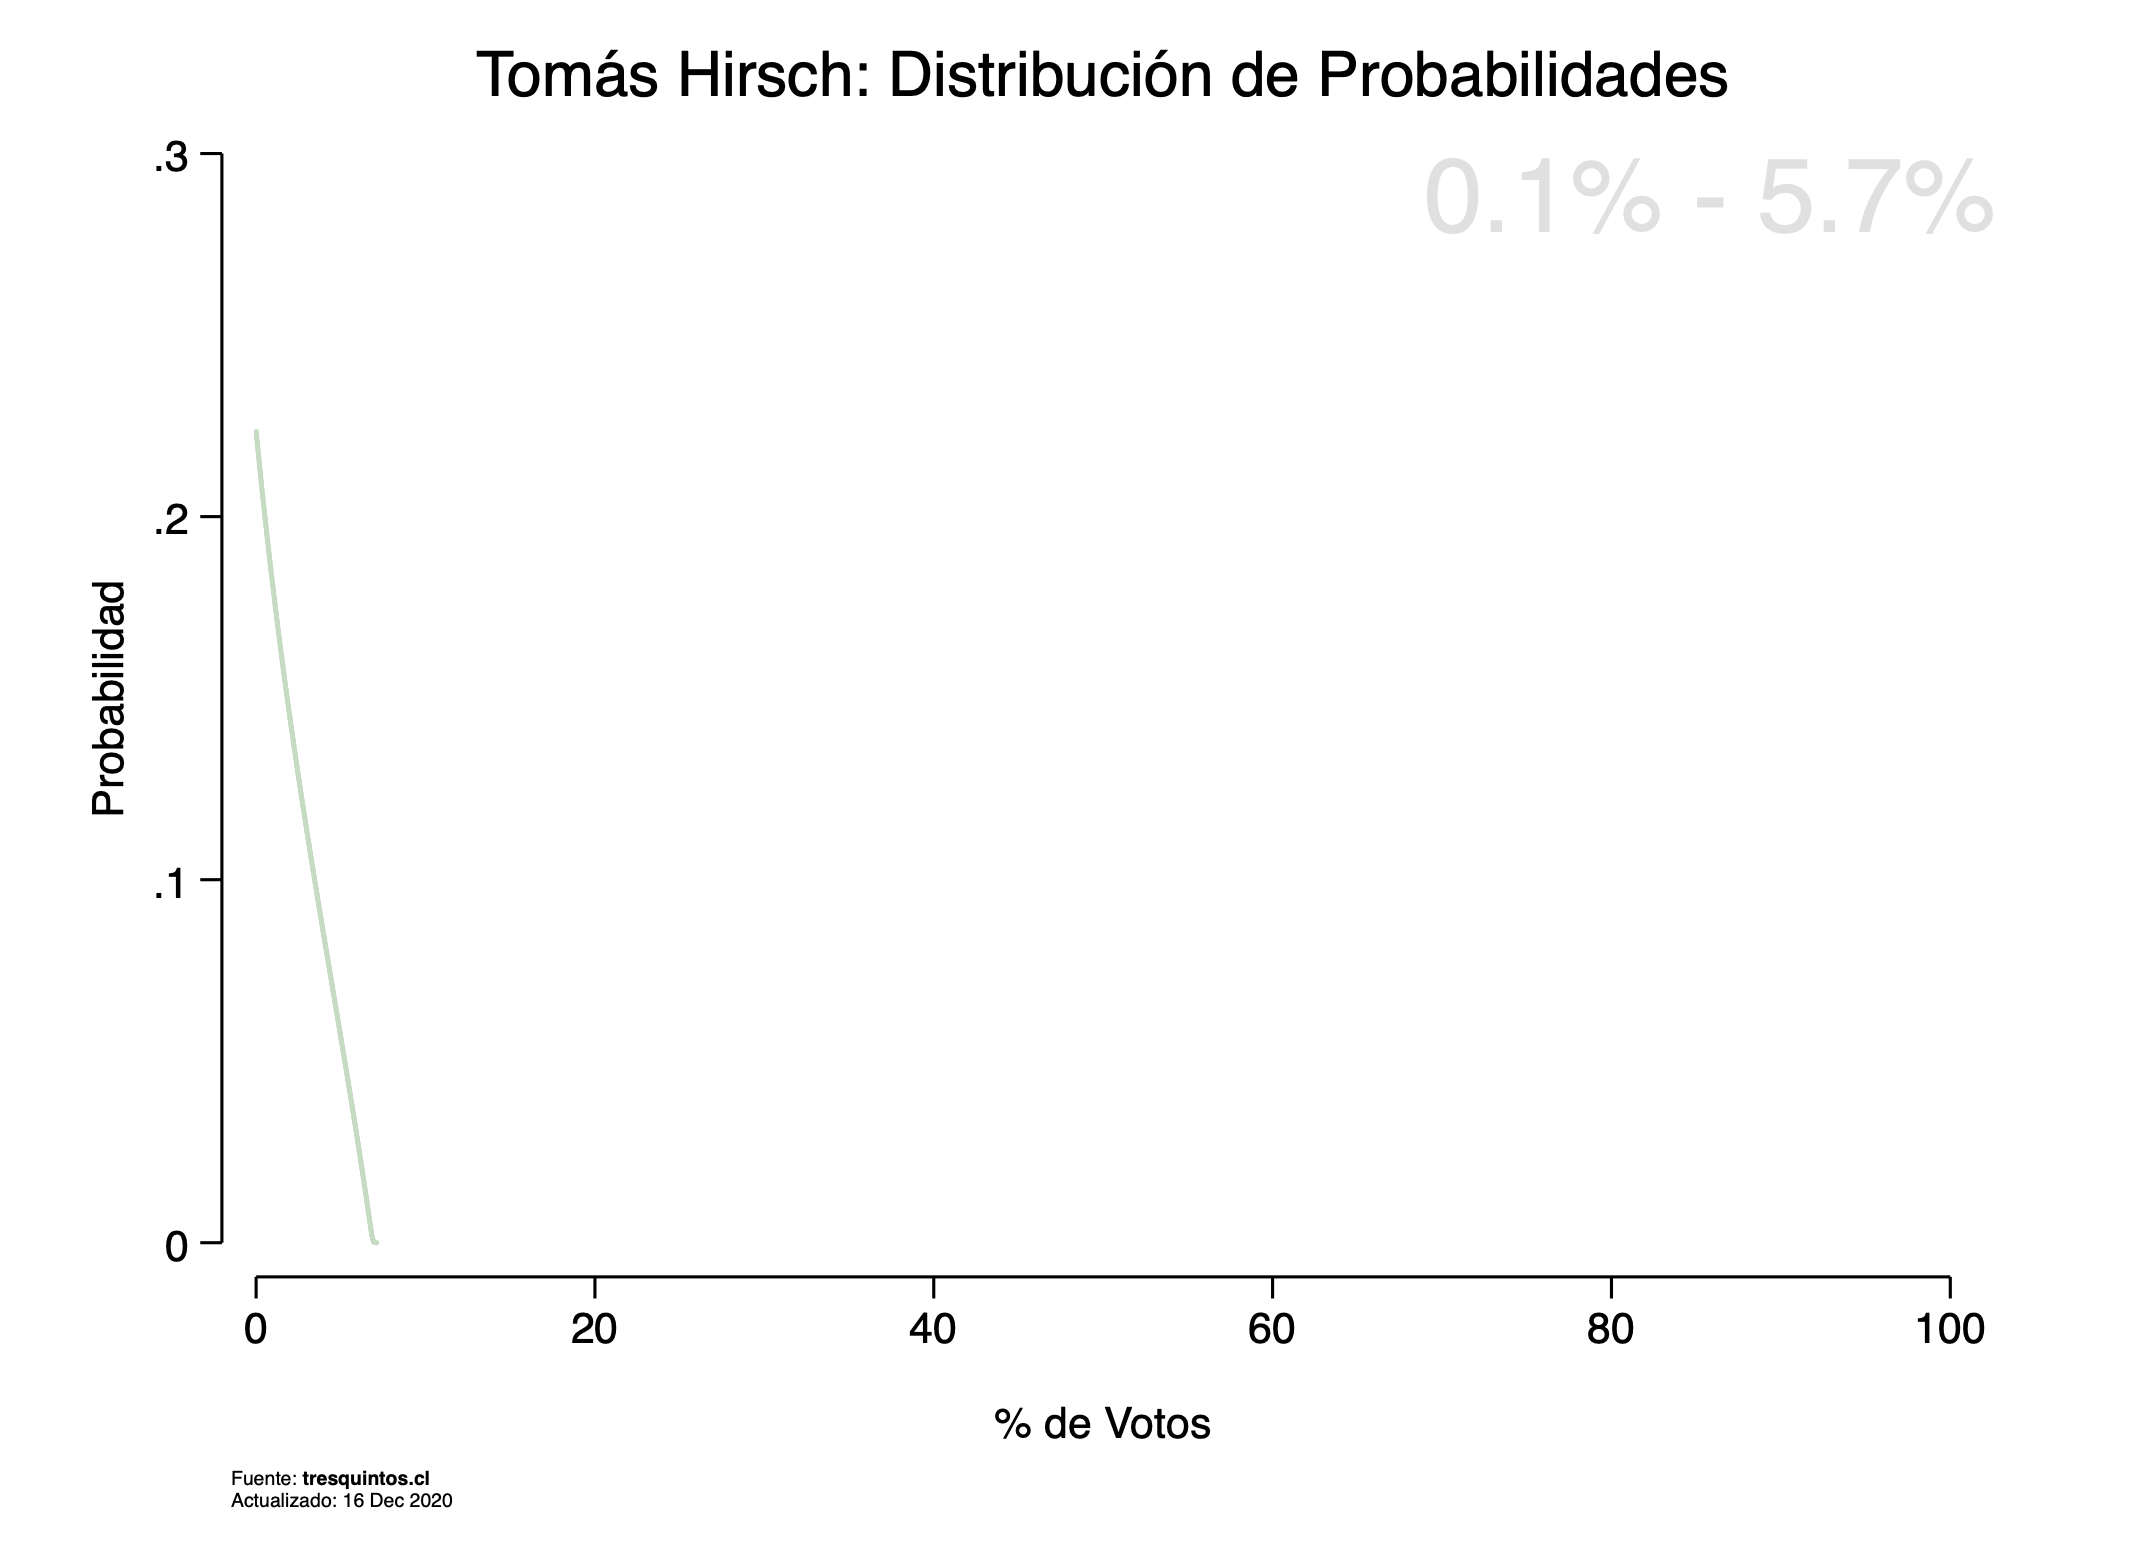 Tomás Hirsch: Distribución de Probabilidades
0.1% - 5.7%
.3
.2
.1
0
Probabilidad
0 20 40 60 80 100
% de Votos
Fuente: tresquintos.cl
Actualizado: 16 Dec 2020